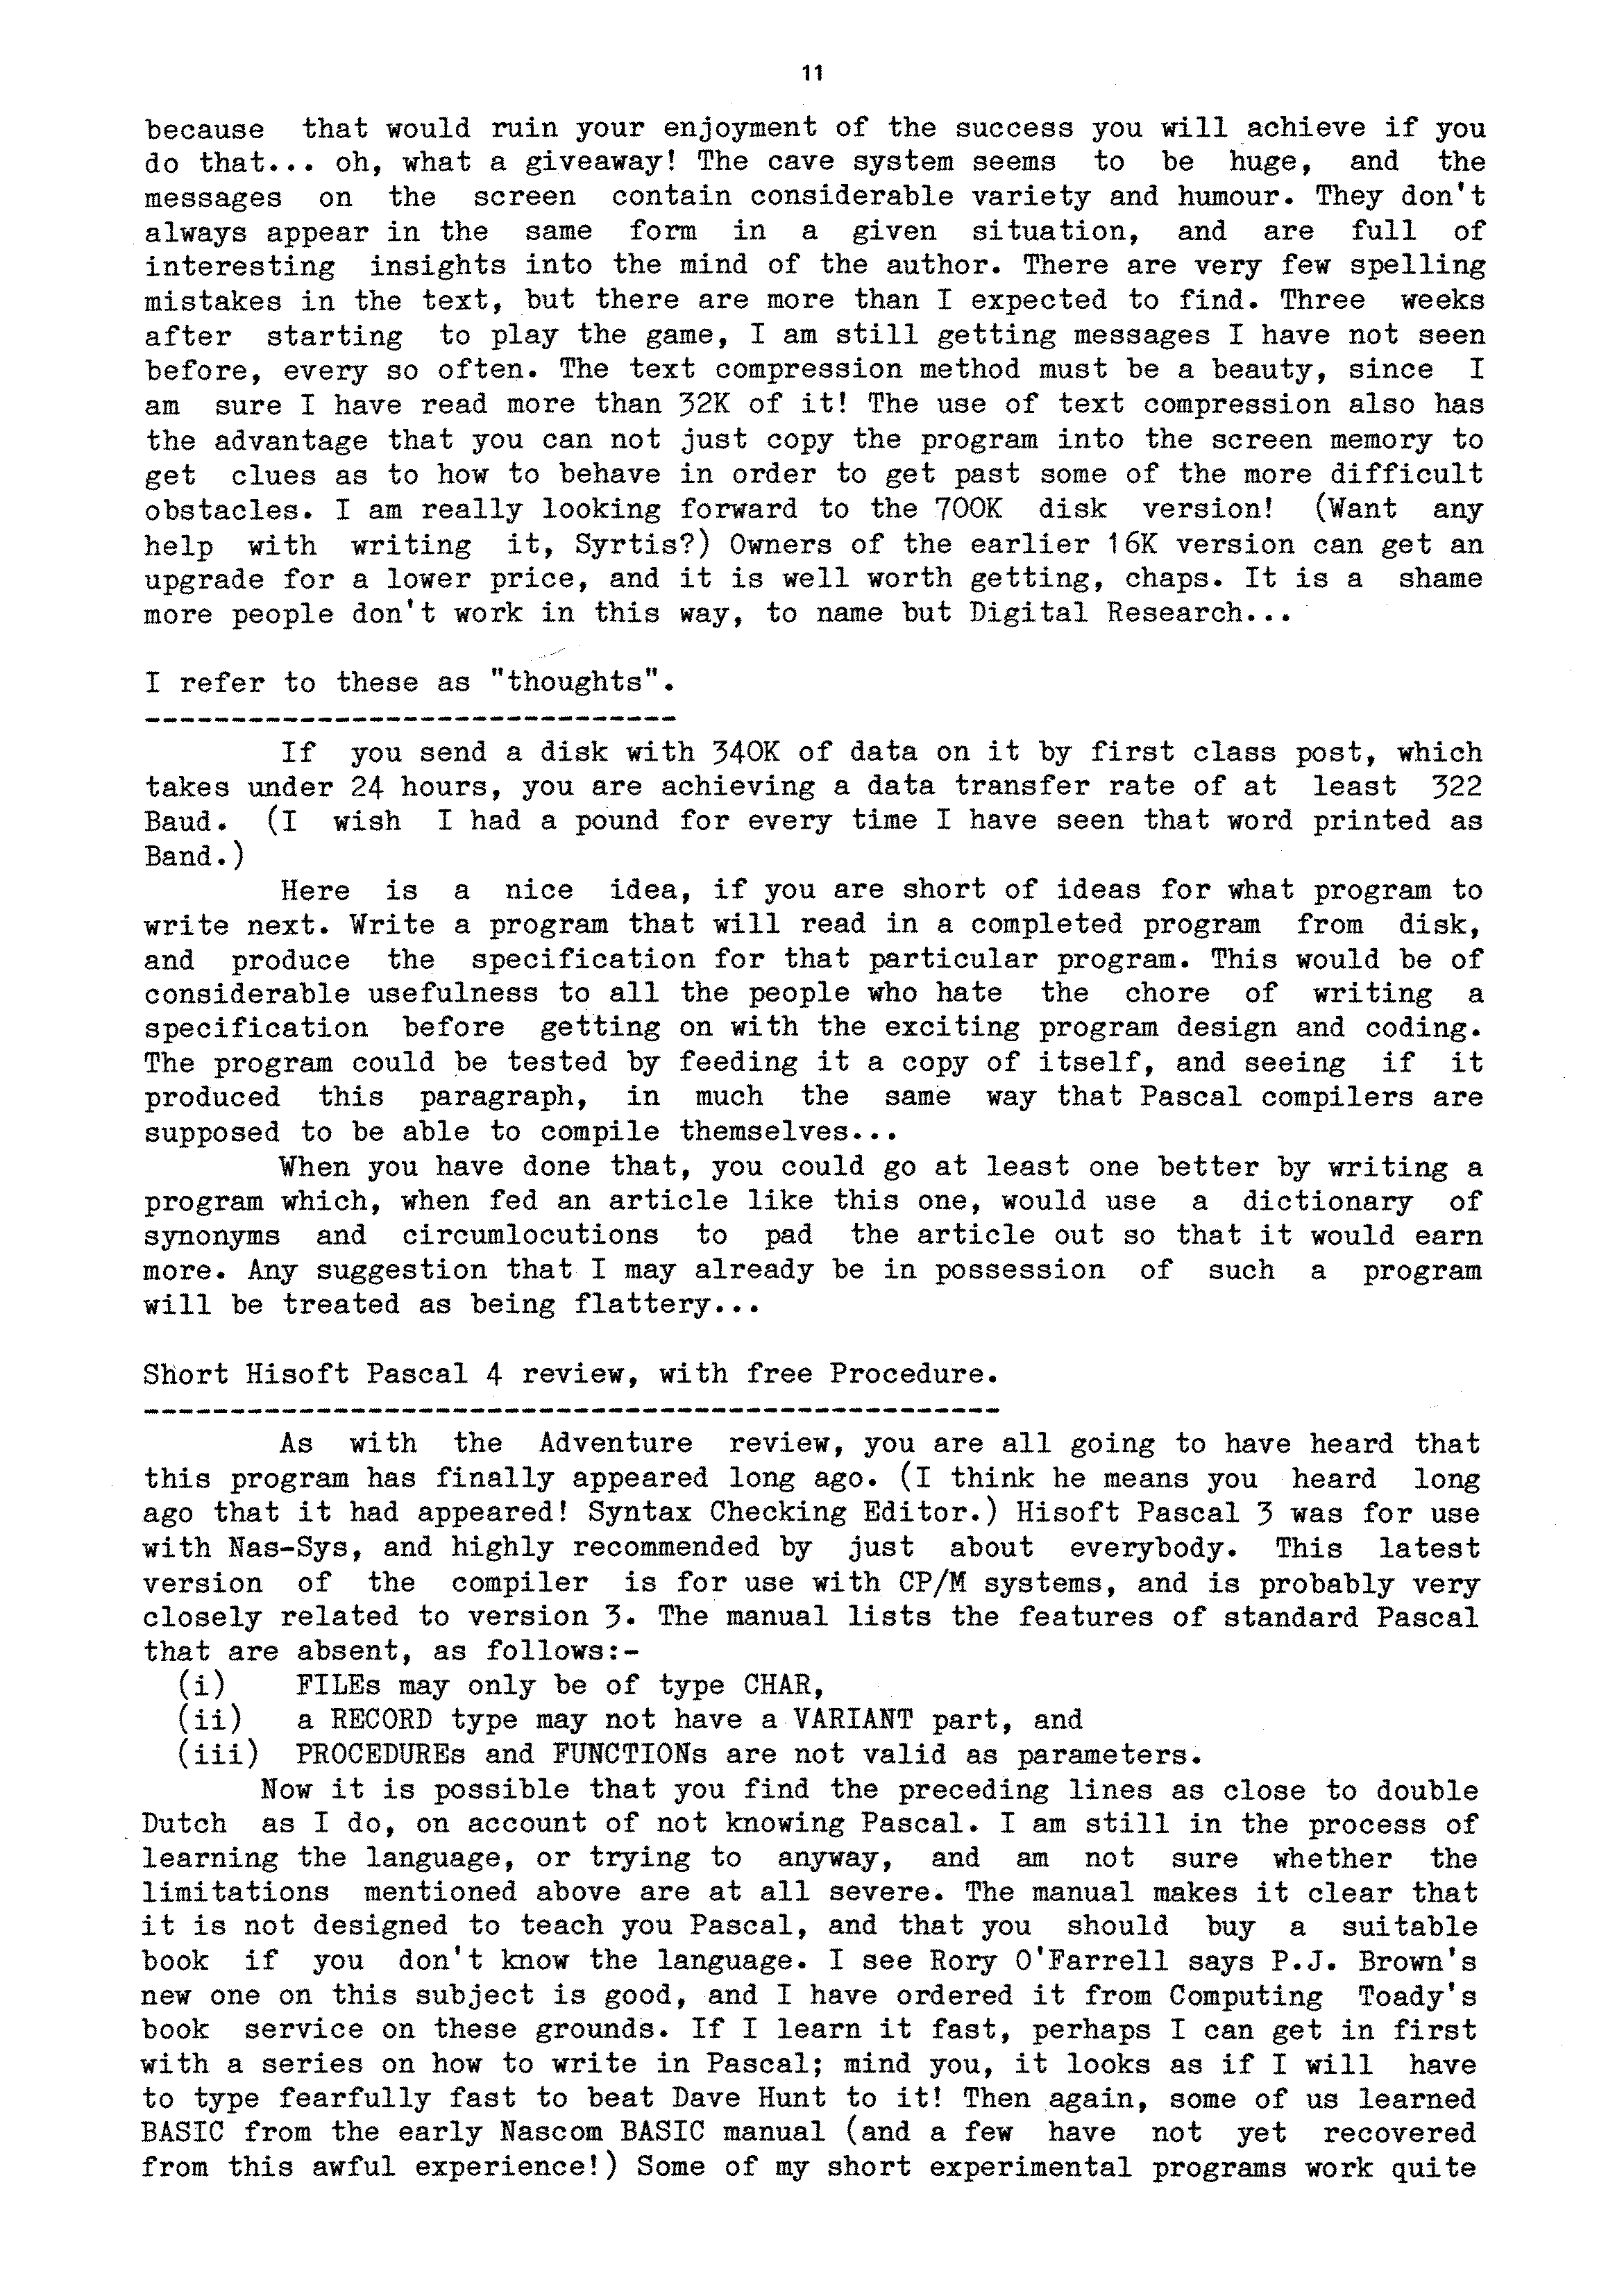 11
because that would ruin your enjoyment of the success you will achieve if you
do that... oh, what a giveaway! The cave system seems to be huge, and the
messages on the screen contain considerable variety and humour. They don't
always appear in the same form in a given situation, and are full of
interesting insights into the mind of the author. There are very few spelling
mistakes in the text, but there are more than I expected to find. Three weeks
after starting to play the game, I am still getting messages I have not seen
before, every so often. The text compression method must be a beauty, since I
am sure I have read more than 32K of it! The use of text compression also has
the advantage that you can not just copy the program into the screen memory to
get clues as to how to behave in order to get past some of the more difficult
obstacles. I am really looking forward to the 700K disk version! (Want any
help with writing it, Syrtis?) Owners of the earlier 16K version can get an
upgrade for a lower price, and it is well worth getting, chaps. It is a shame
more people don't work in this way, to name but Digital Research...
I refer to these as "thoughts".
-------------------------------
If you send a disk with 340K of data on it by first class post, which
takes under 24 hours, you are achieving a data transfer rate of at least 322
Baud. (I wish I had a pound for every time I have seen that word printed as
Band.)
Here is a nice idea, if you are short of ideas for what program to
write next. Write a program that will read in a completed program from disk,
and produce the specification for that particular program. This would be of
considerable usefulness to all the people who hate the chore of writing a
specification before getting on with the exciting program design and coding.
The program could be tested by feeding it a copy of itself, and seeing if it
produced this paragraph, in much the same way that Pascal compilers are
supposed to be able to compile themselves...
When you have done that, you could go at least one better by writing a
program which, when fed an article like this one, would use a dictionary of
synonyms and circumlocutions to pad the article out so that it would earn
more. Any suggestion that I may already be in possession of such a program
will be treated as being flattery...
Short Hisoft Pascal 4 review, with free Procedure.
--------------------------------------------------
As with the Adventure review, you are all going to have heard that
this program has finally appeared long ago. (I think he means you heard long
ago that it had appeared! Syntax Checking Editor.) Hisoft Pascal 3 was for use
with Nas-Sys, and highly recommended by just about everybody. This latest
version of the compiler is for use with CP/M systems, and is probably very
closely related to version 3. The manual lists the features of standard Pascal
that are absent, as follows:-
(i) FILEs may only be of type CHAR,
(ii) a RECORD type may not have a VARIANT part, and
(iii) PROCEDUREs and FUNCTIONs are not valid as parameters.
Now it is possible that you find the preceding lines as close to double
Dutch as I do, on account of not knowing Pascal. I am still in the process of
learning the language, or trying to anyway, and am not sure whether the
limitations mentioned above are at all severe. The manual makes it clear that
it is not designed to teach you Pascal, and that you should buy a suitable
book if you don't know the language. I see Rory O'Farrell says P.J. Brown's
new one on this subject is good, and I have ordered it from Computing Toady's
book service on these grounds. If I learn it fast, perhaps I can get in first
with a series on how to write in Pascal; mind you, it looks as if I will have
to type fearfully fast to beat Dave Hunt to it! Then again, some of us learned
BASIC from the early Nascom BASIC manual (and a few have not yet recovered
from this awful experience!) Some of my short experimental programs work quite